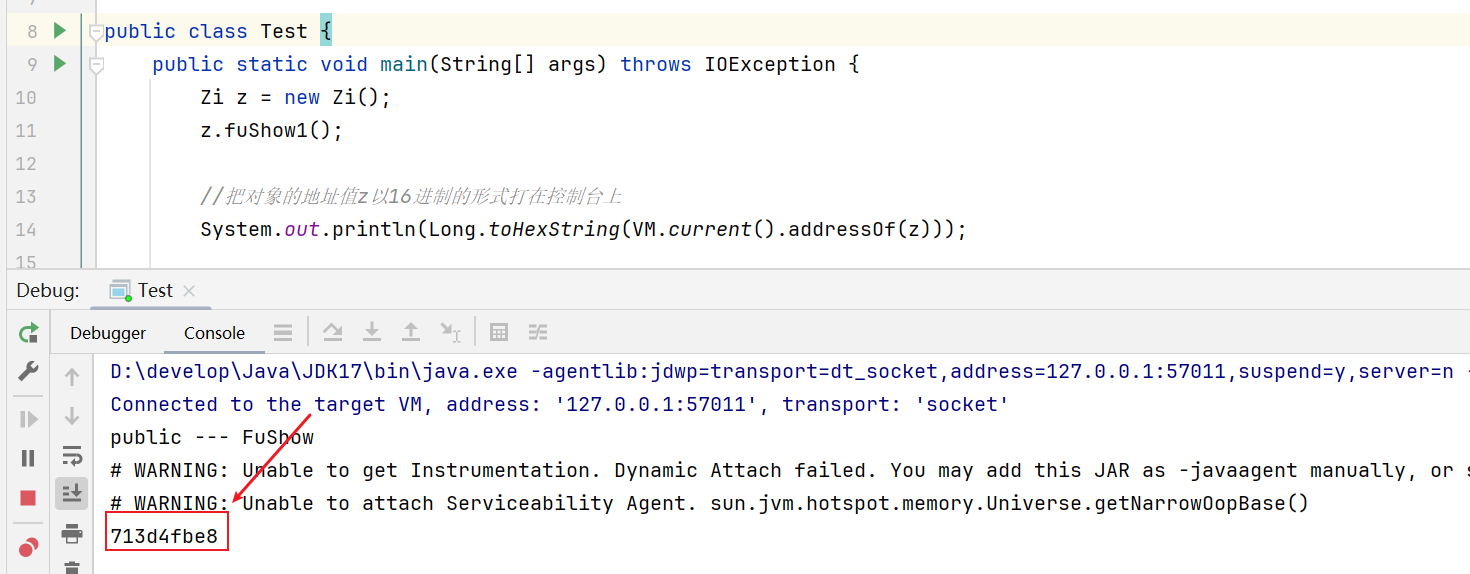 8 public class Test {
9 public static void main(String[] args) throws IOException {
10 Zi z = new Zi();
11 z.fuShow1();
12
13 //把对象的地址值z以16进制的形式打在控制台上
14 System.out.println(Long.toHexString(VM.current().addressOf(z)));
15
Debug: Test
Debugger Console
D:\develop\Java\JDK17\bin\java.exe -agentlib:jdwp=transport=dt_socket,address=127.0.0.1:57011,suspend=y,server=n
Connected to the target VM, address: '127.0.0.1:57011', transport: 'socket'
public --- FuShow
# WARNING: Unable to get Instrumentation. Dynamic Attach failed. You may add this JAR as -javaagent manually, or
# WARNING: Unable to attach Serviceability Agent. sun.jvm.hotspot.memory.Universe.getNarrowOopBase()
713d4fbe8